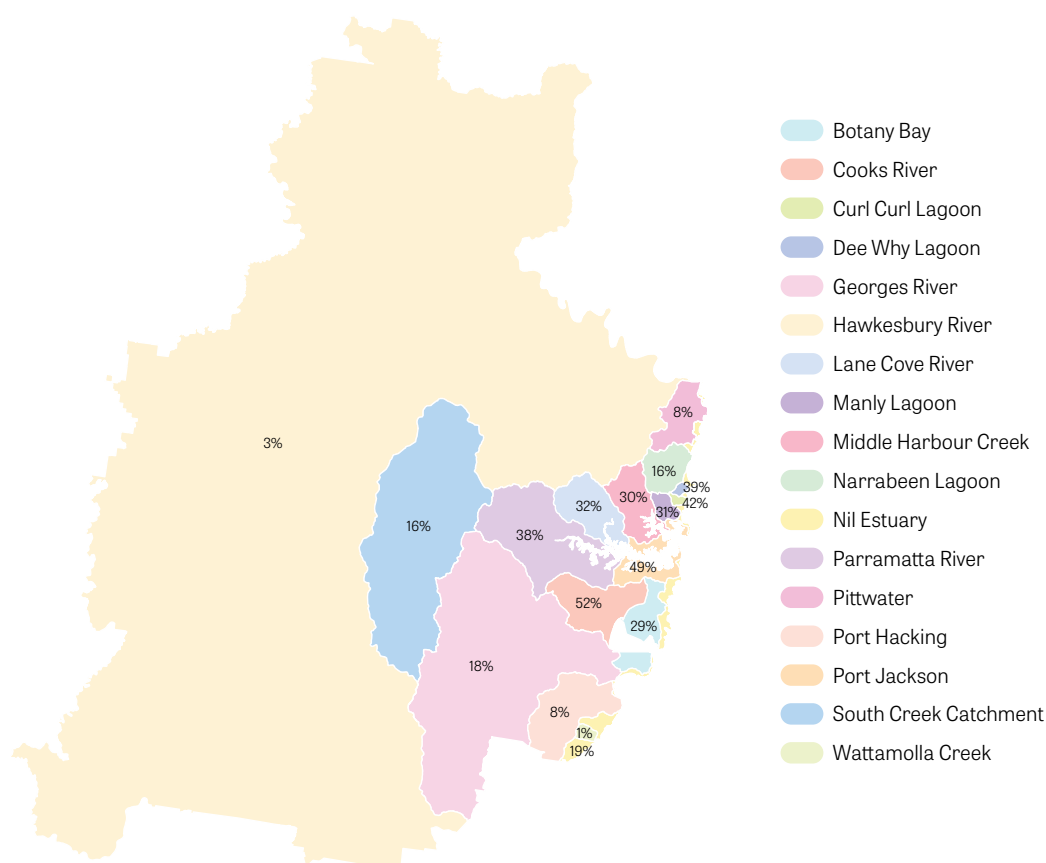 Botany Bay
Cooks River
Curl Curl Lagoon
Dee Why Lagoon
Georges River
Hawkesbury River
Lane Cove River
Manly Lagoon
Middle Harbour Creek
Narrabeen Lagoon
Nil Estuary
Parramatta River
Pittwater
Port Hacking
Port Jackson
South Creek Catchment
Wattamolla Creek
8%
3%
16%
39%
30%
42%
32%
31%
16%
38%
49%
52%
29%
18%
8%
1%
19%